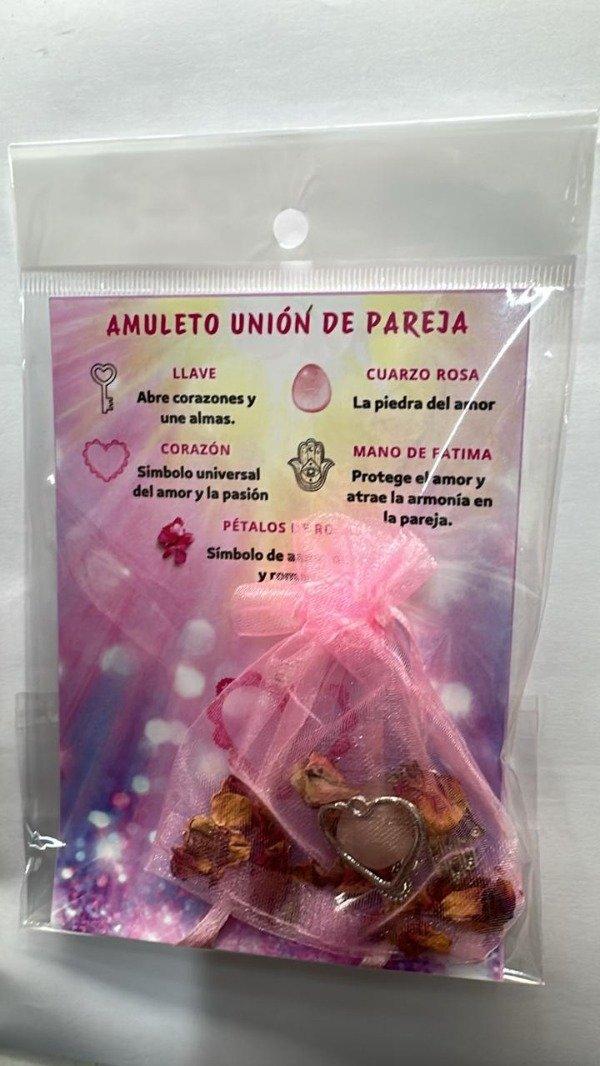 AMULETO UNIÓN DE PAREJA
LLAVE
Abre corazones y
une almas.
CUARZO ROSA
La piedra del amor
CORAZÓN
Símbolo universal
del amor y la pasión
MANO DE FATIMA
Protege el amor y
atrae la armonía en
la pareja.
PÉTALOS DE
Símbolo de
y